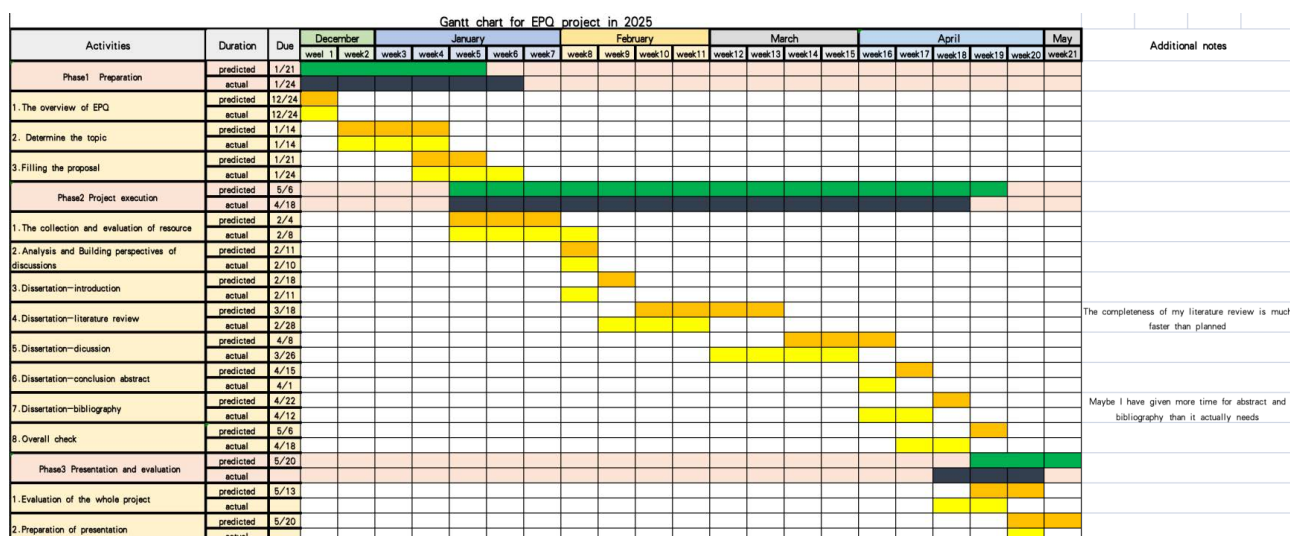 Gantt chart for EPQ project in 2025
Activities Duration Due December January February March April May Additional notes
weel 1 week2 week3 week4 week5 week6 week7 week8 week9 week10 week11 week12 week13 week14 week15 week16 week17 week18 week19 week20 week21
Phase1 Preparation predicted 1/21
actual 1/24
1.The overview of EPQ predicted 12/24
actual 12/24
2. Determine the topic predicted 1/14
actual 1/14
3.Filling the proposal predicted 1/21
actual 1/24
Phase2 Project execution predicted 5/6
actual 4/18
1.The collection and evaluation of resource predicted 2/4
actual 2/8
2.Analysis and Building perspectives of
discussions
predicted 2/11
actual 2/10
3.Dissertation-introduction predicted 2/18
actual 2/11
4.Dissertation-literature review predicted 3/18
actual 2/28
The completeness of my literature review is much
faster than planned
5.Dissertation-dicussion predicted 4/8
actual 3/26
6.Dissertation-conclusion abstract predicted 4/15
actual 4/1
7.Dissertation-bibliography predicted 4/22
actual 4/12
Maybe I have given more time for abstract and
bibliography than it actually needs
8.Overall check predicted 5/6
actual 4/18
Phase3 Presentation and evaluation predicted 5/20
actual
1.Evaluation of the whole project predicted 5/13
actual
2.Preparation of presentation predicted 5/20
actual